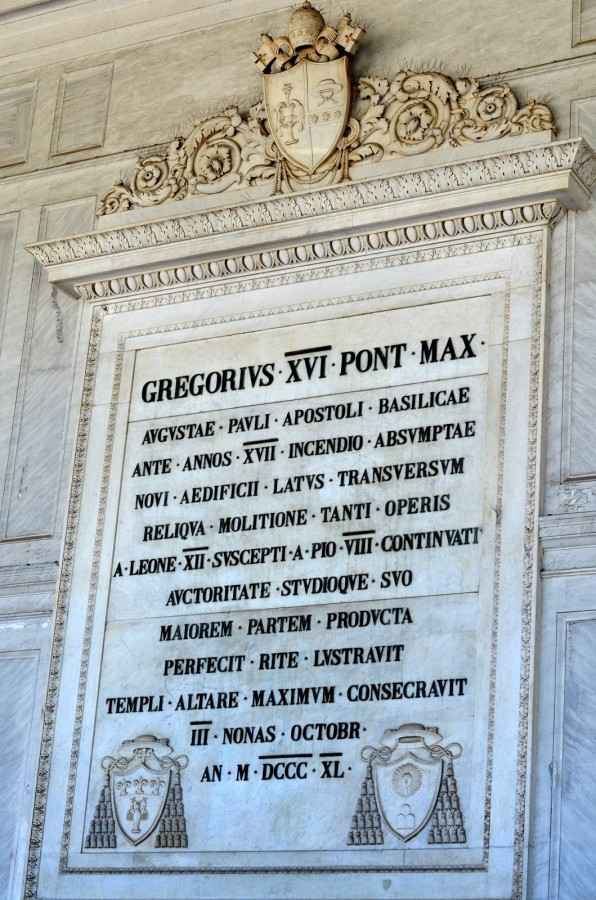 GREGORIVS · XVI · PONT · MAX ·
AVGVSTAE · PAVLI · APOSTOLI · BASILICAE
ANTE · ANNOS · XVII · INCENDIO · ABSVMPTAE
NOVI · AEDIFICII · LATVS · TRANSVERSVM
RELIQVA · MOLITIONE · TANTI · OPERIS
A · LEONE · XII · SVSCEPTI · A · PIO · VIII · CONTINVATI
AVCTORITATE · STVDIOQVE · SVO
MAIOREM · PARTEM · PRODVCTA
PERFECIT · RITE · LVSTRAVIT
TEMPLI · ALTARE · MAXIMVM · CONSECRAVIT
III · NONAS · OCTOBR ·
AN · M · DCCC · XL ·